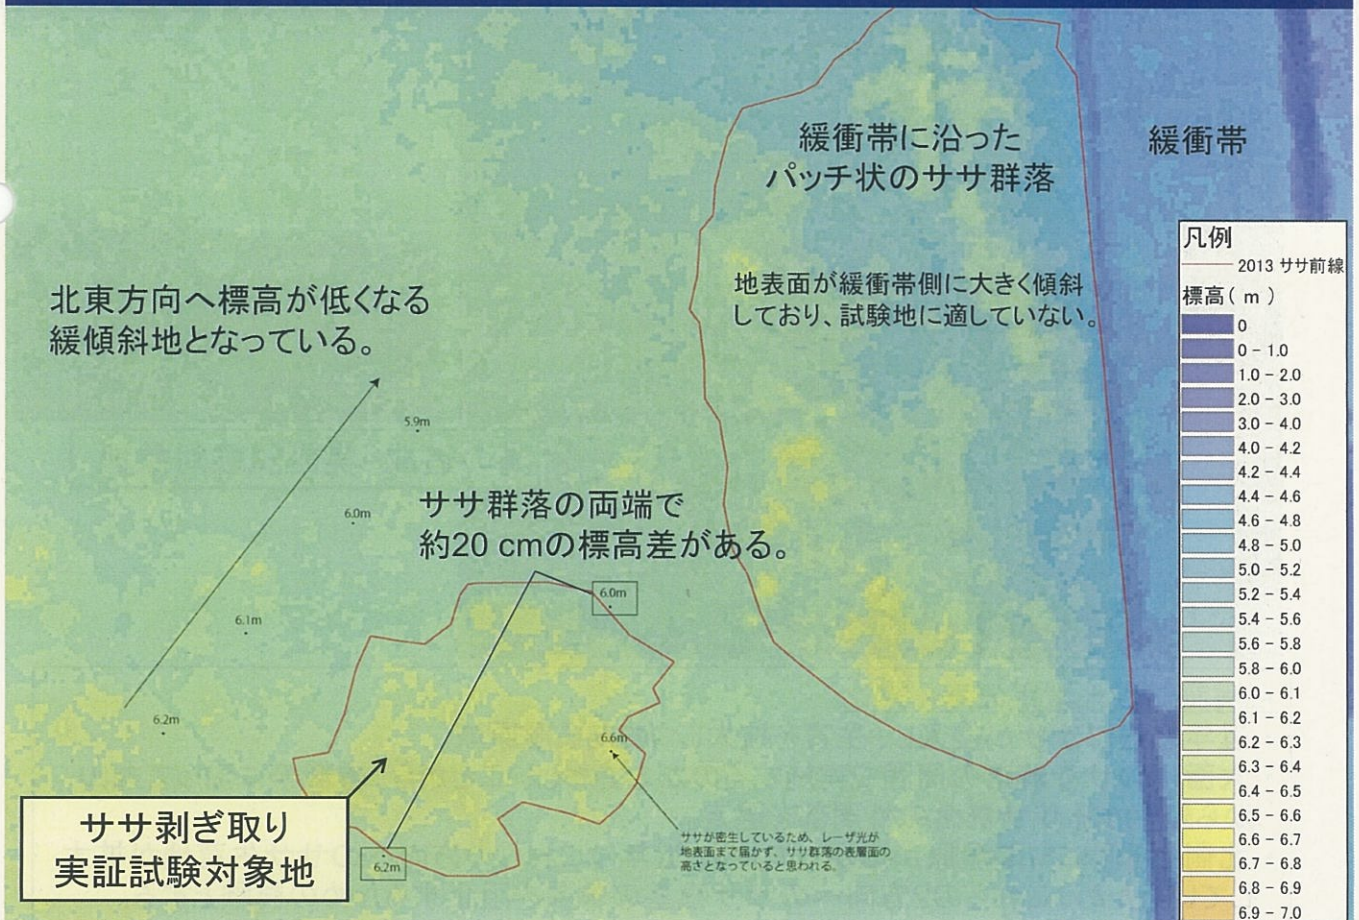 緩衝帯に沿った
パッチ状のササ群落
緩衝帯
地表面が緩衝帯側に大きく傾斜
しており、試験地に適していない。
北東方向へ標高が低くなる
緩傾斜地となっている。
5.9m
6.0m
6.1m
6.2m
ササ群落の両端で
約20 cmの標高差がある。
6.0m
6.6m
6.2m
ササ剥ぎ取り
実証試験対象地
ササが密生しているため、レーザ光が
地表面まで届かず、ササ群落の表層面の
高さとなっていると思われる。
凡例
2013 ササ前線
標高( m )
0
0 - 1.0
1.0 - 2.0
2.0 - 3.0
3.0 - 4.0
4.0 - 4.2
4.2 - 4.4
4.4 - 4.6
4.6 - 4.8
4.8 - 5.0
5.0 - 5.2
5.2 - 5.4
5.4 - 5.6
5.6 - 5.8
5.8 - 6.0
6.0 - 6.1
6.1 - 6.2
6.2 - 6.3
6.3 - 6.4
6.4 - 6.5
6.5 - 6.6
6.6 - 6.7
6.7 - 6.8
6.8 - 6.9
6.9 - 7.0